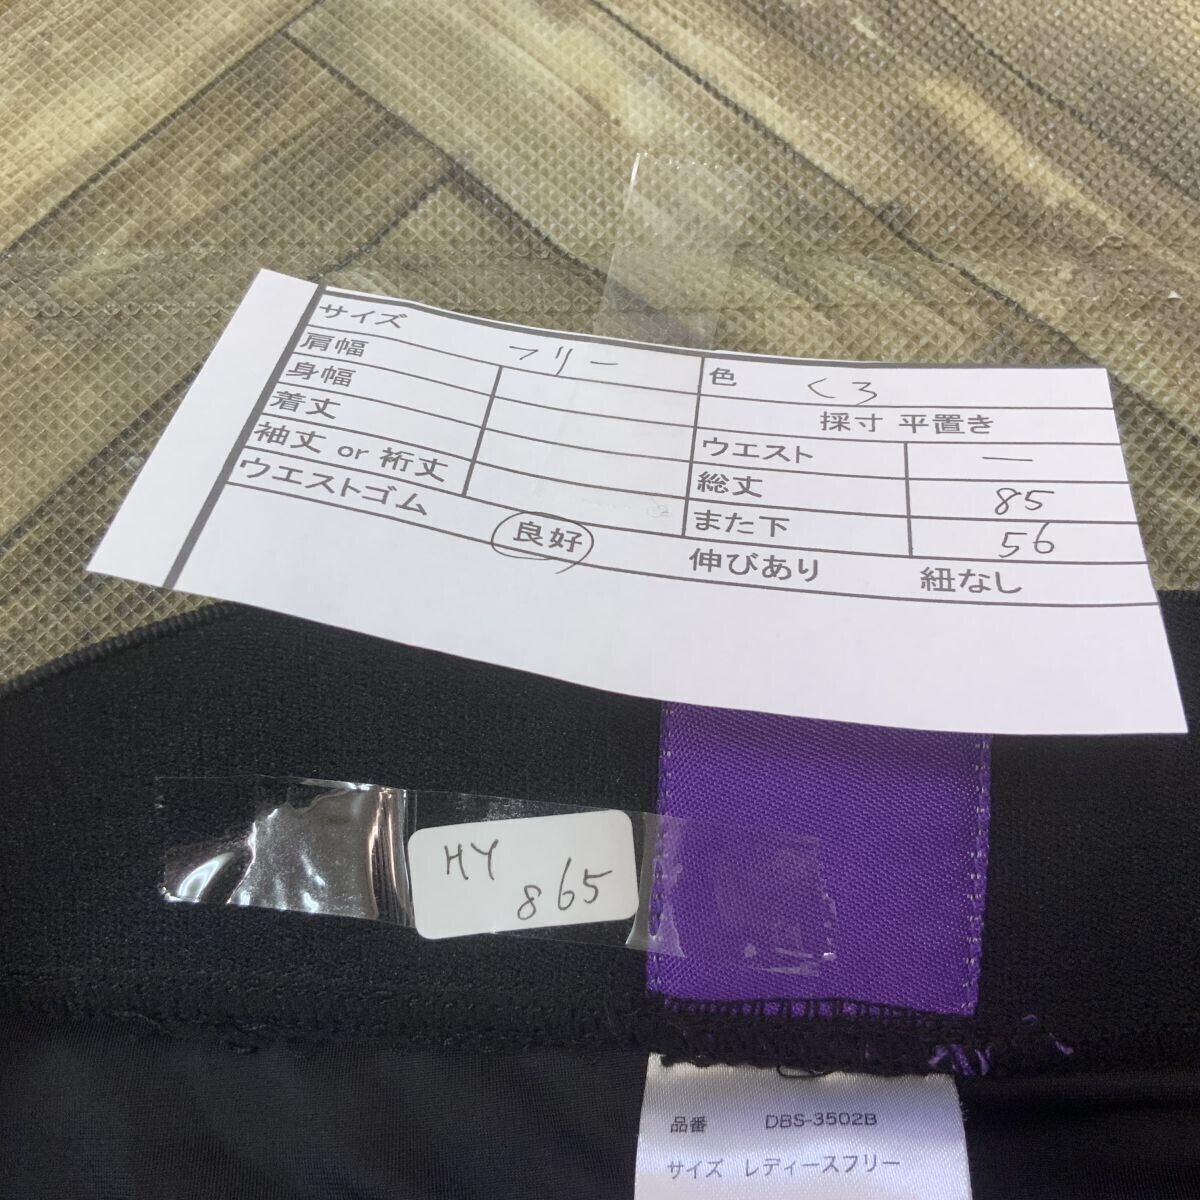 サイズ フリー
肩幅
身幅
着丈
袖丈 or 裄丈
ウエストゴム 良好 伸びあり 紐なし
色 くろ
採寸 平置き
ウエスト ー
総丈 85
また下 56
HY
865
品番 DBS-3502B
サイズ レディースフリー